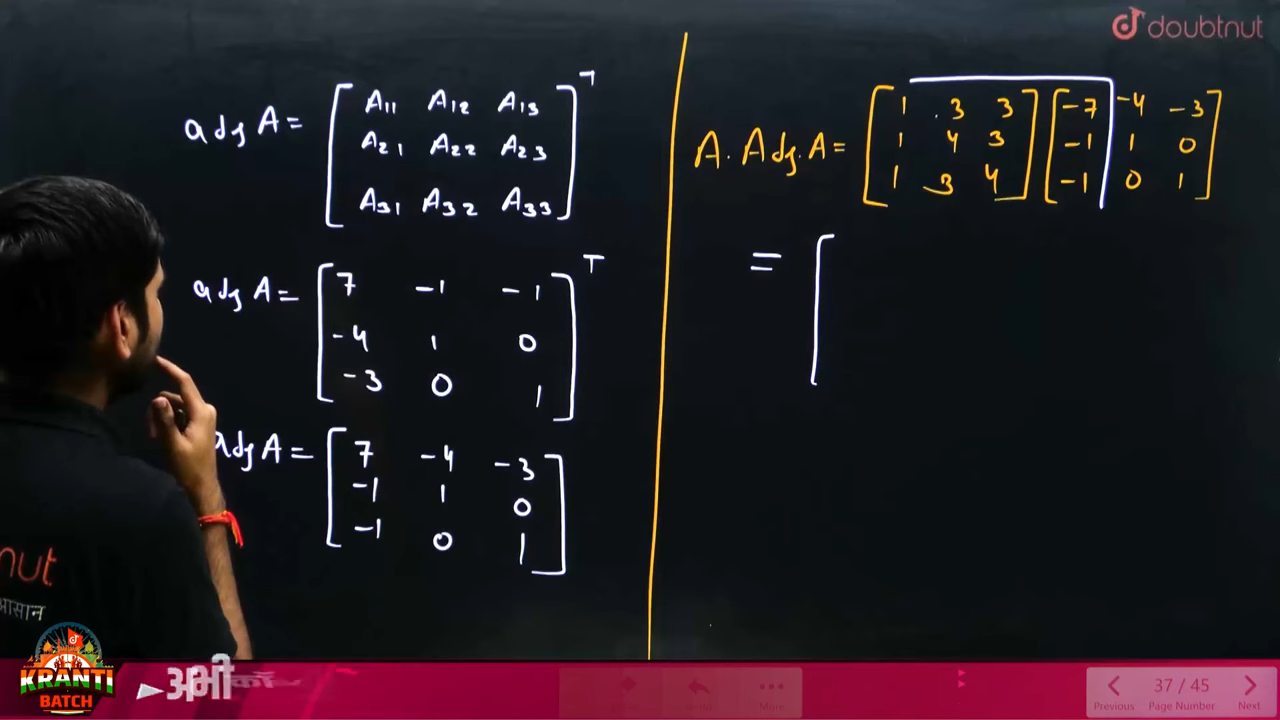 doubtnut
adj A = [ A11 A12 A13
A21 A22 A23
A31 A32 A33 ]^T
adj A = [ 7 -1 -1
-4 1 0
-3 0 1 ]^T
adj A = [ 7 -4 -3
-1 1 0
-1 0 1 ]
A. Adj. A = [ 1 3 3 ] [ -7 -4 -3 ]
[ 1 4 3 ] [ -1 1 0 ]
[ 1 3 4 ] [ -1 0 1 ]
= [
nut
आसान
KRANTI
BATCH
अभी
More
Previous
37 / 45
Page Number
Next